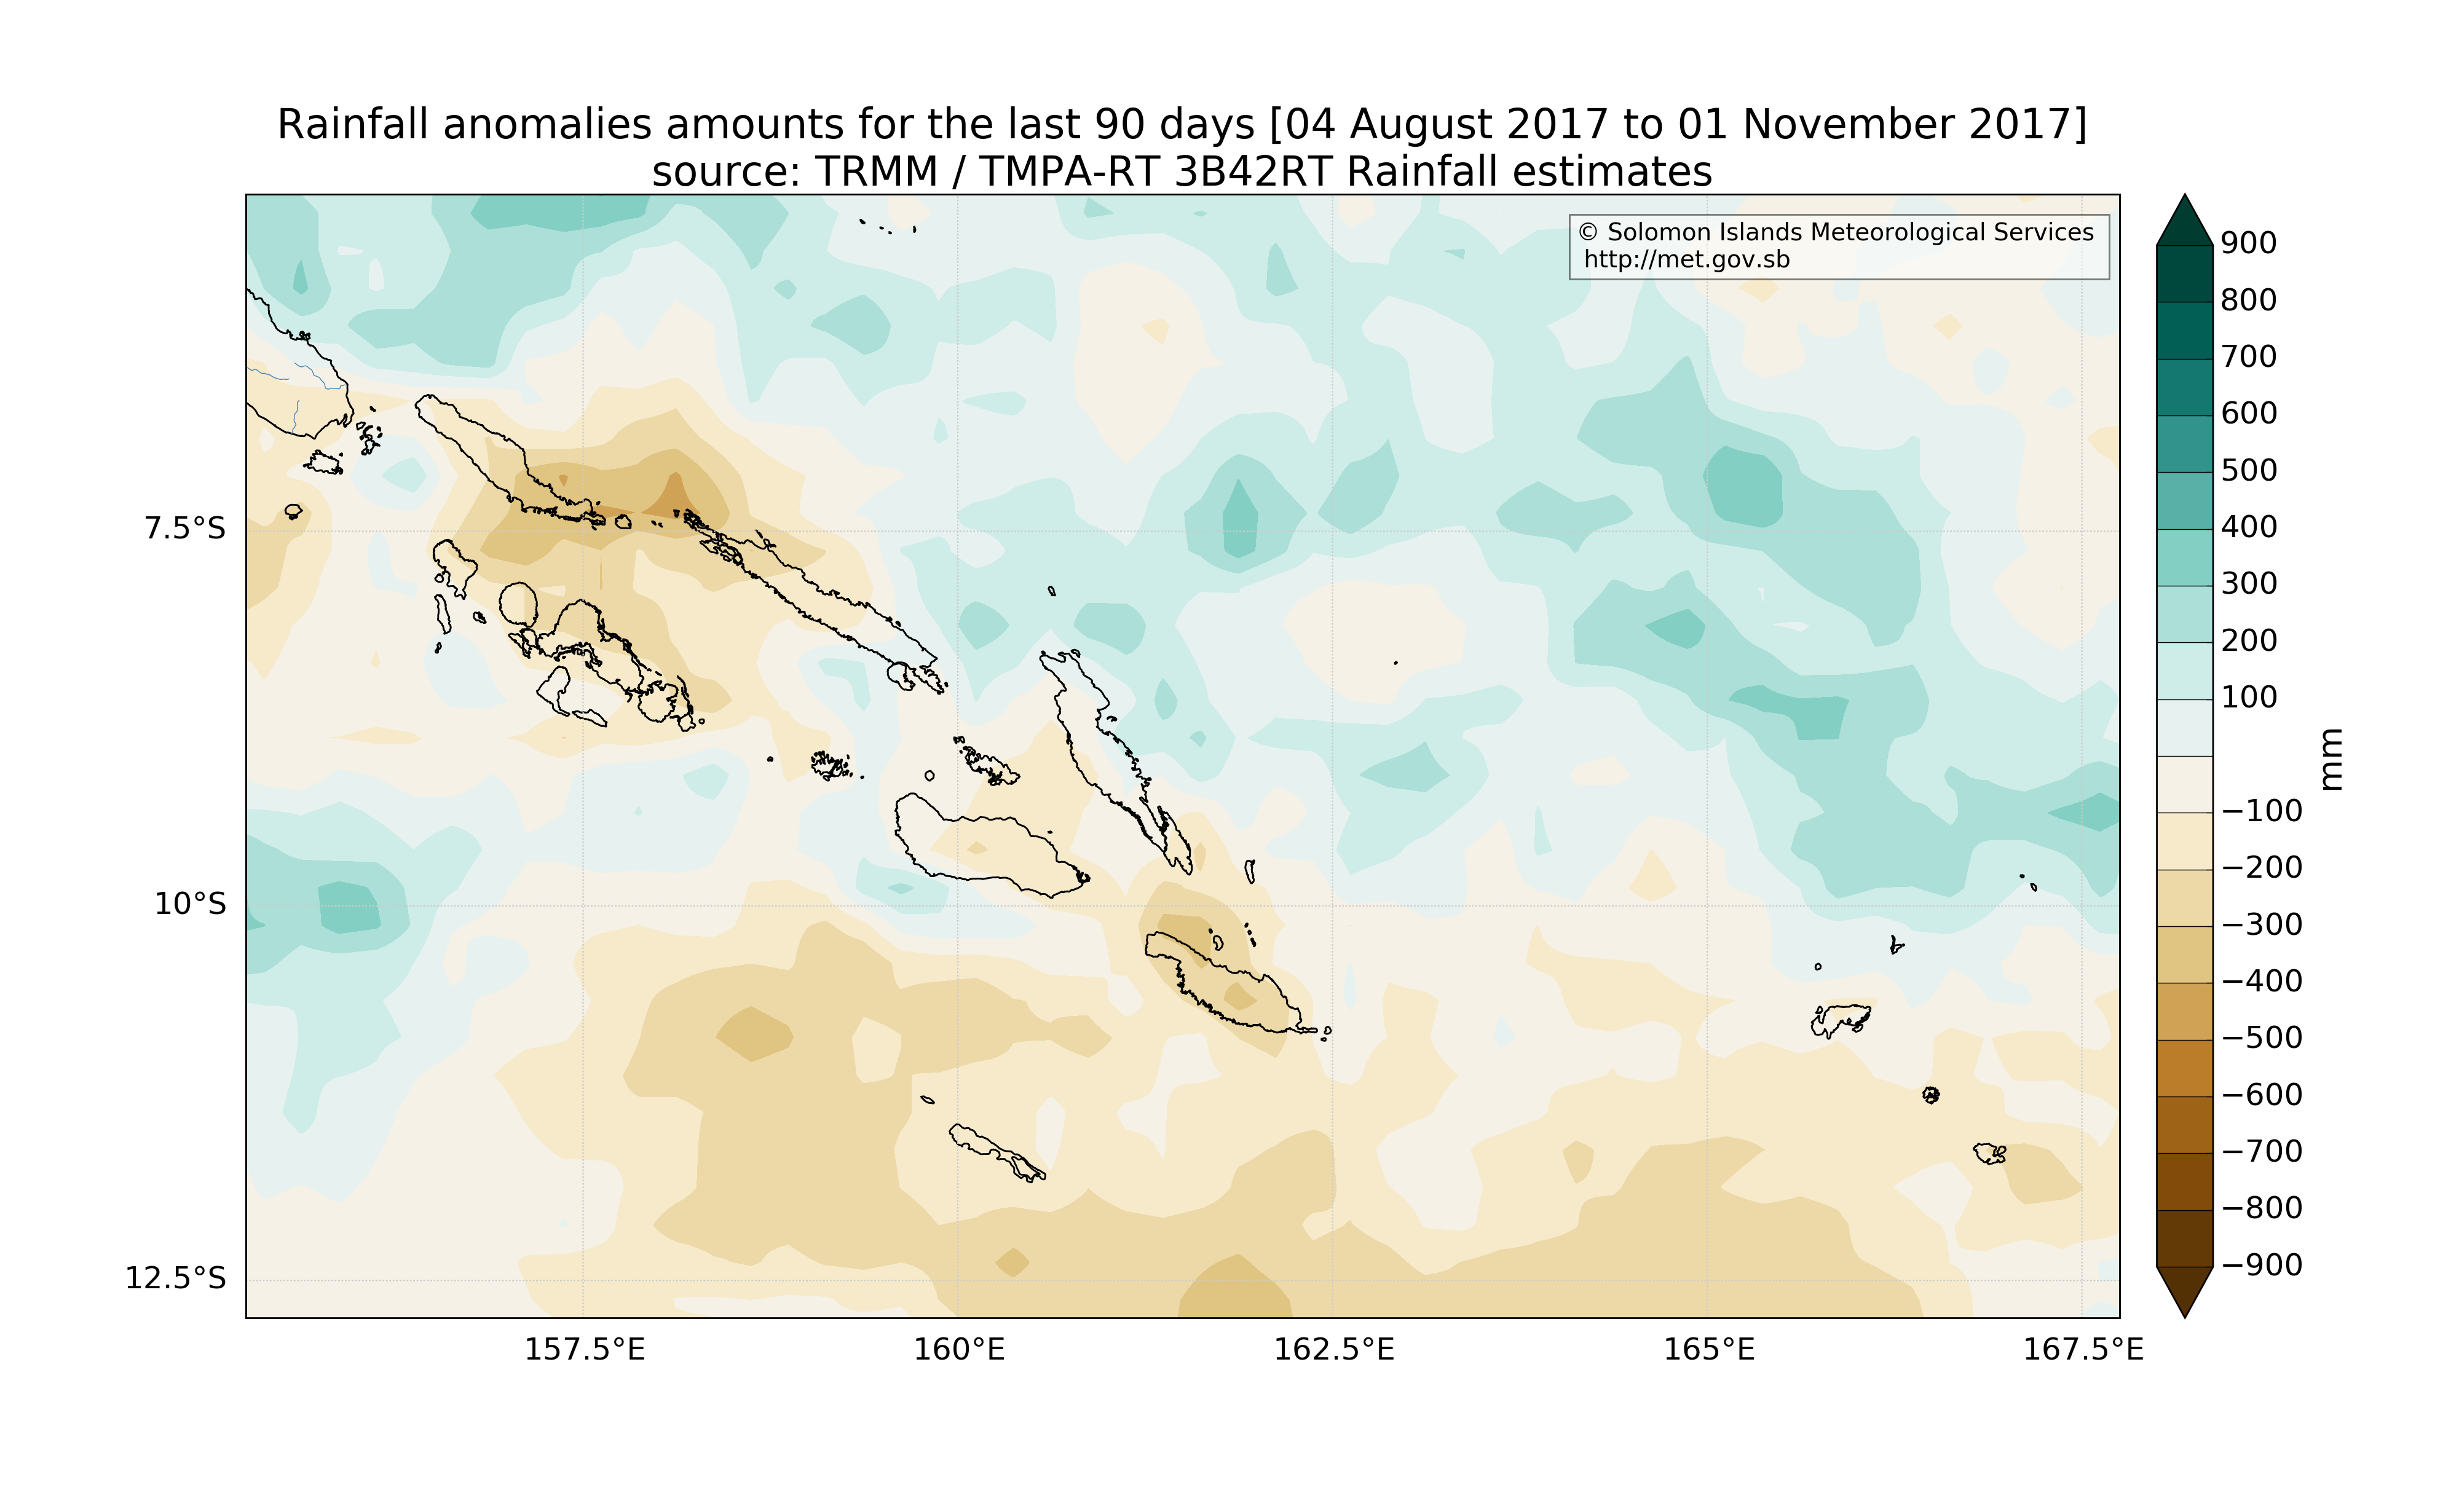 Rainfall anomalies amounts for the last 90 days [04 August 2017 to 01 November 2017]
source: TRMM / TMPA-RT 3B42RT Rainfall estimates
© Solomon Islands Meteorological Services
http://met.gov.sb
7.5°S
10°S
12.5°S
157.5°E
160°E
162.5°E
165°E
167.5°E
900
800
700
600
500
400
300
200
100
−100
−200
−300
−400
−500
−600
−700
−800
−900
mm